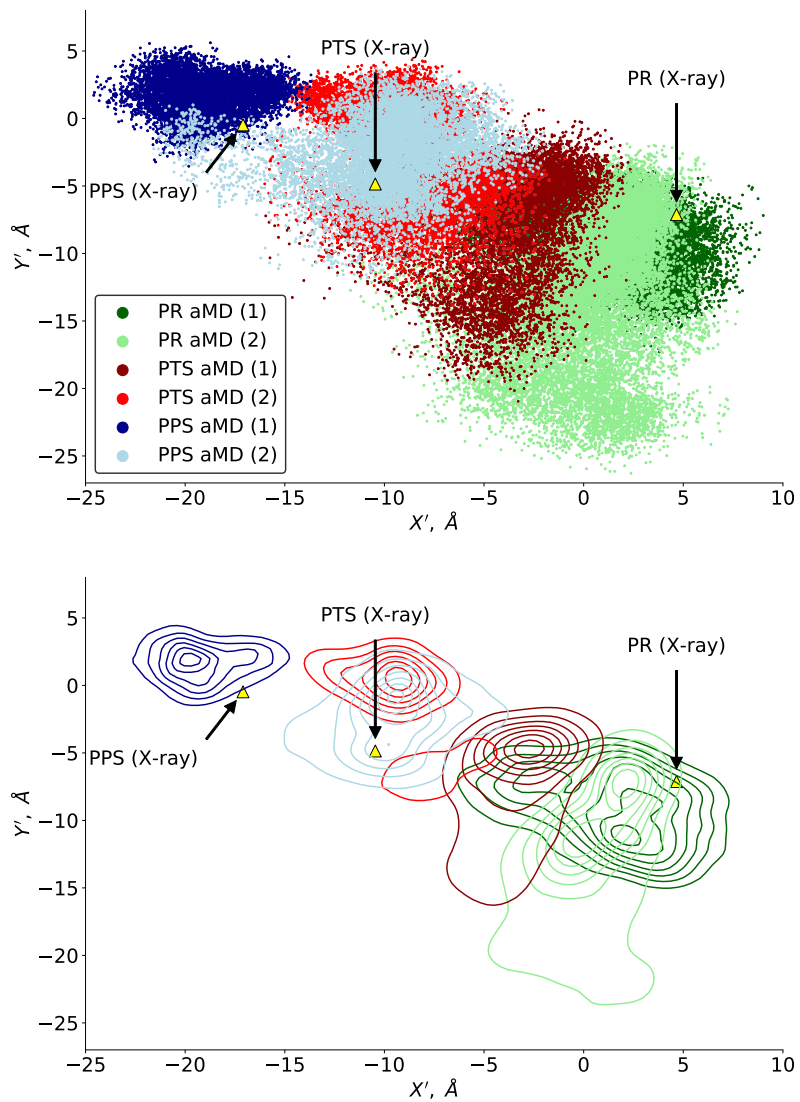 PTS (X-ray)
PR (X-ray)
PPS (X-ray)
5
0
−5
−10
−15
−20
−25
Y′, Å
PR aMD (1)
PR aMD (2)
PTS aMD (1)
PTS aMD (2)
PPS aMD (1)
PPS aMD (2)
−25 −20 −15 −10 −5 0 5 10
X′, Å
PTS (X-ray)
PR (X-ray)
PPS (X-ray)
5
0
−5
−10
−15
−20
−25
Y′, Å
−25 −20 −15 −10 −5 0 5 10
X′, Å